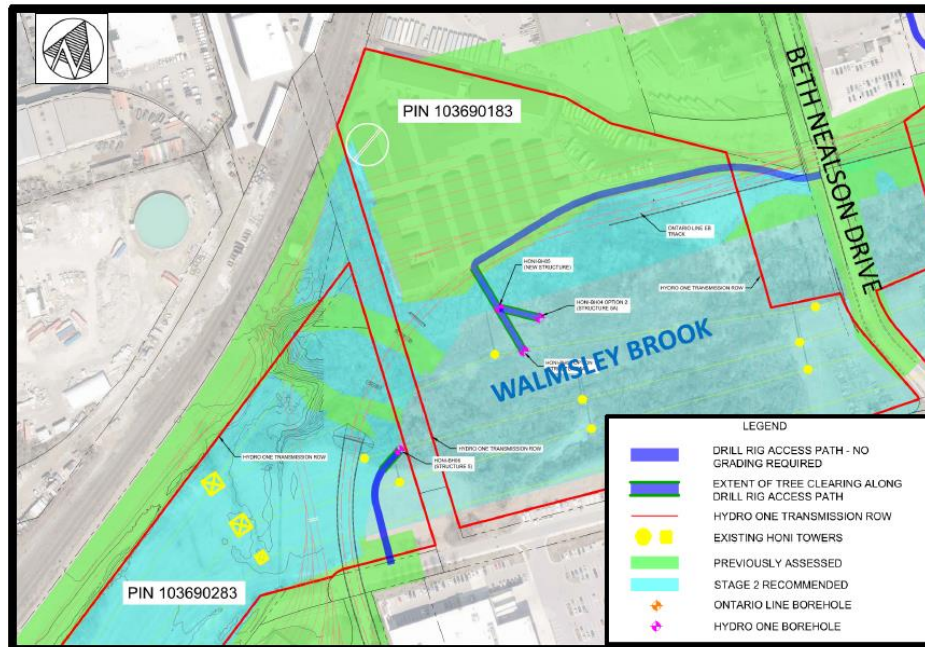 PIN 103690183
BETH NEALSON DRIVE
ONTARIO LINE EB
TRACK
HONI-BH05
(NEW STRUCTURE)
HYDRO ONE TRANSMISSION ROW
HONI-BH04 OPTION 2
(STRUCTURE 6A)
WALMSLEY BROOK
HYDRO ONE TRANSMISSION ROW
HYDRO ONE TRANSMISSION ROW
(STRUCTURE 5)
PIN 103690283
LEGEND
DRILL RIG ACCESS PATH - NO
GRADING REQUIRED
EXTENT OF TREE CLEARING ALONG
DRILL RIG ACCESS PATH
HYDRO ONE TRANSMISSION ROW
EXISTING HONI TOWERS
PREVIOUSLY ASSESSED
STAGE 2 RECOMMENDED
ONTARIO LINE BOREHOLE
HYDRO ONE BOREHOLE